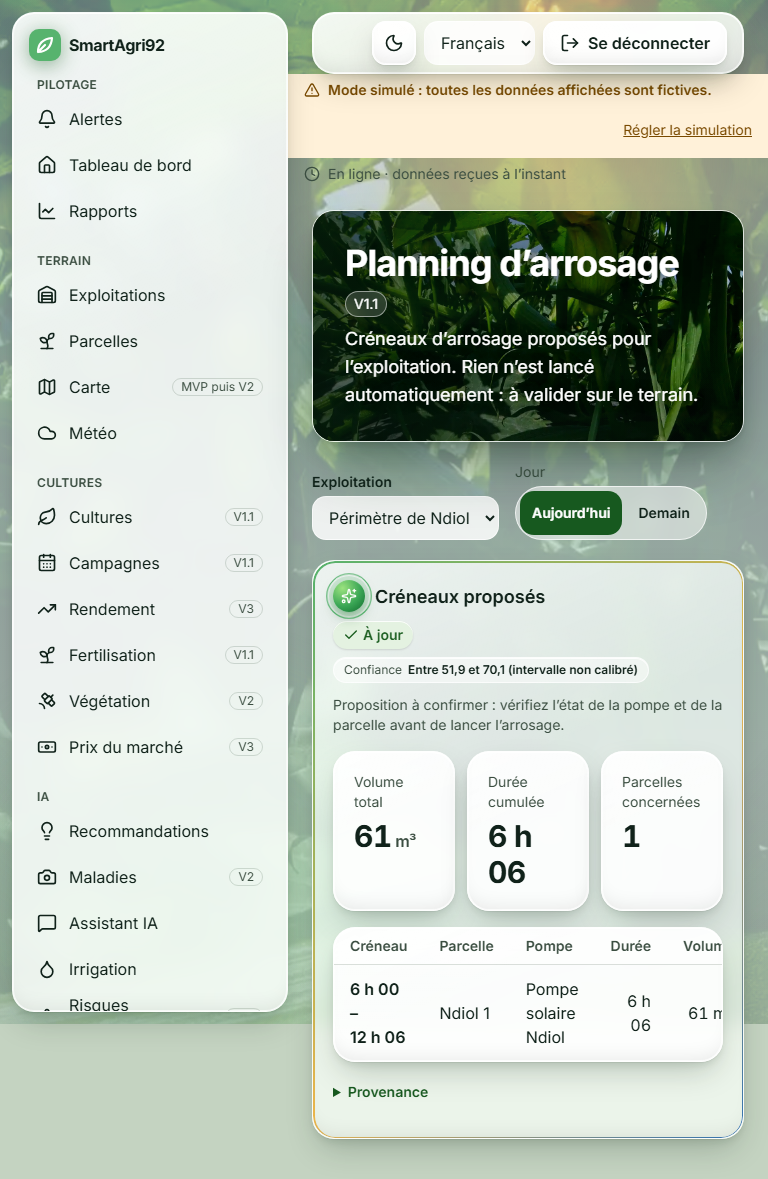 SmartAgri92
PILOTAGE
Alertes
Tableau de bord
Rapports
TERRAIN
Exploitations
Parcelles
Carte MVP puis V2
Météo
CULTURES
Cultures V1.1
Campagnes V1.1
Rendement V3
Fertilisation V1.1
Végétation V2
Prix du marché V3
IA
Recommandations
Maladies V2
Assistant IA
Irrigation
Risques
Français Se déconnecter
Mode simulé : toutes les données affichées sont fictives.
Régler la simulation
En ligne · données reçues à l’instant
Planning d’arrosage
V1.1
Créneaux d’arrosage proposés pour
l’exploitation. Rien n’est lancé
automatiquement : à valider sur le terrain.
Exploitation
Périmètre de Ndiol
Jour
Aujourd’hui Demain
Créneaux proposés
À jour
Confiance Entre 51,9 et 70,1 (intervalle non calibré)
Proposition à confirmer : vérifiez l’état de la pompe et de la
parcelle avant de lancer l’arrosage.
Volume
total
61 m³
Durée
cumulée
6 h
06
Parcelles
concernées
1
Créneau Parcelle Pompe Durée Volum
6 h 00
–
12 h 06
Ndiol 1
Pompe
solaire
Ndiol
6 h
06
61 m
Provenance